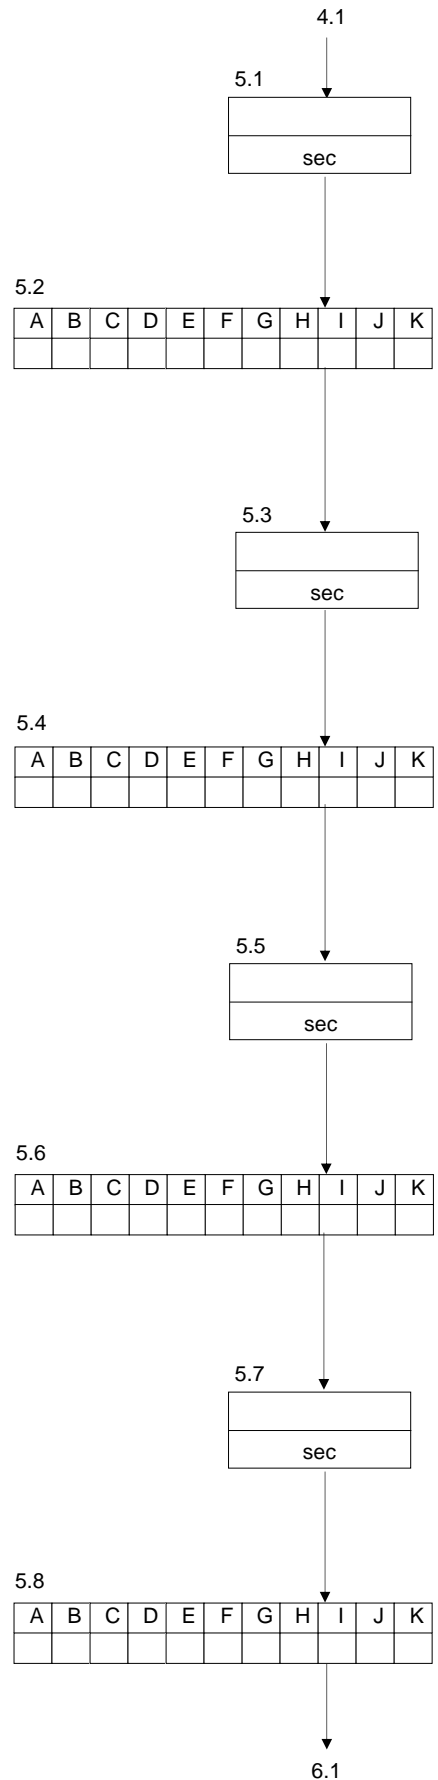 4.1
5.1
sec
5.2
A B C D E F G H I J K
5.3
sec
5.4
A B C D E F G H I J K
5.5
sec
5.6
A B C D E F G H I J K
5.7
sec
5.8
A B C D E F G H I J K
6.1